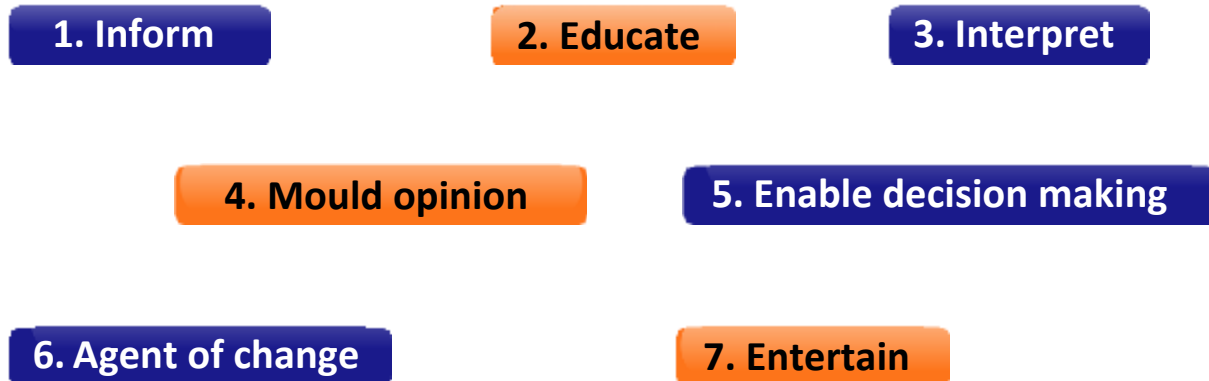 1. Inform
2. Educate
3. Interpret
4. Mould opinion
5. Enable decision making
6. Agent of change
7. Entertain